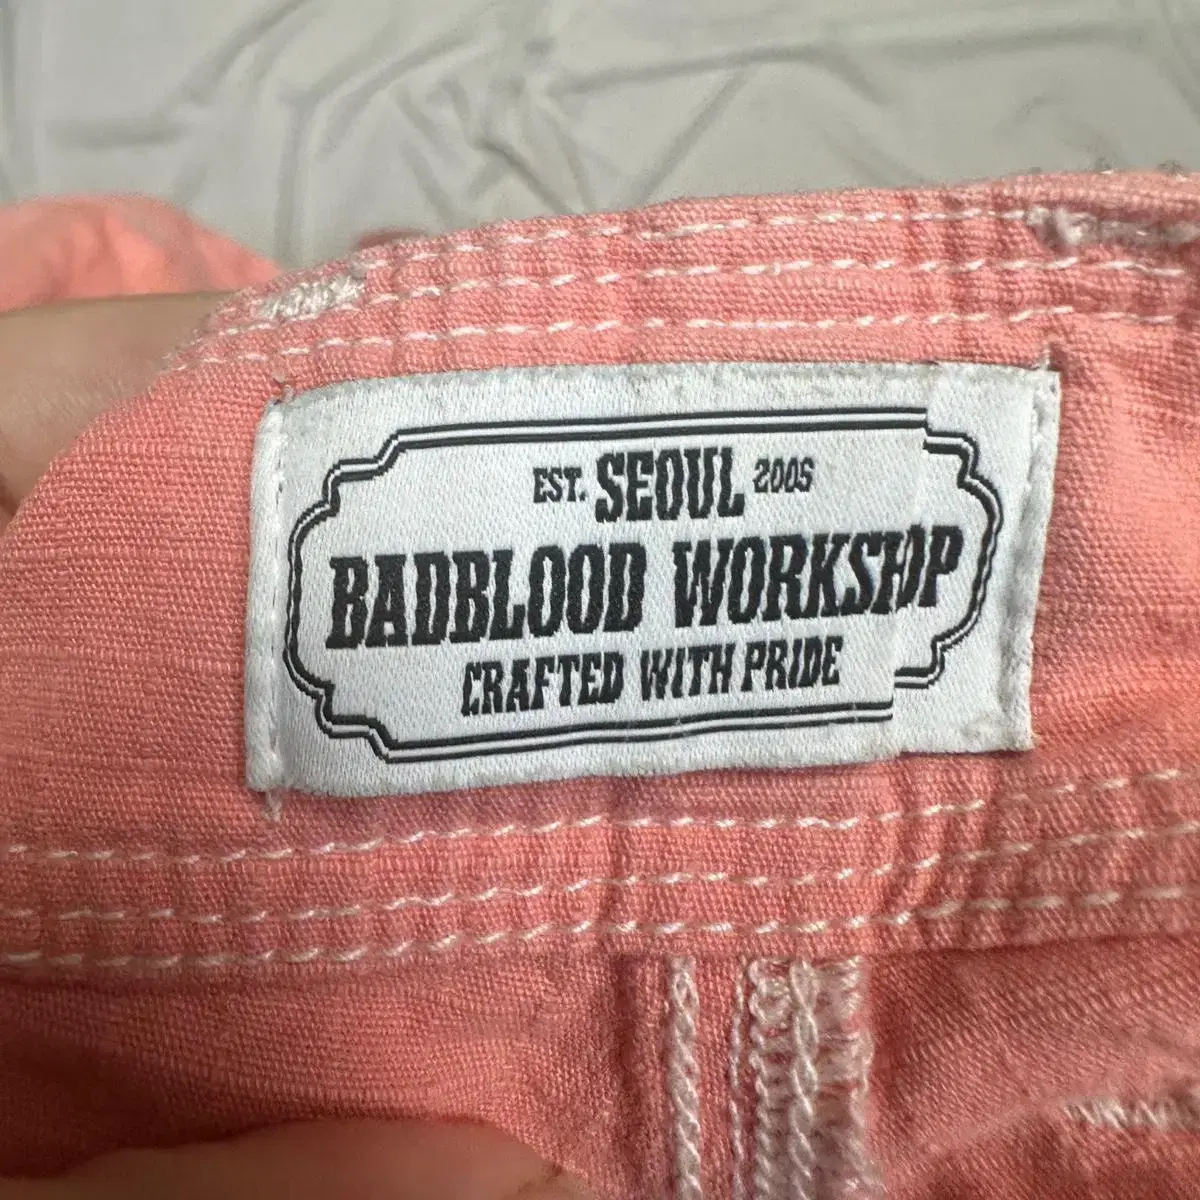 EST. SEOUL 2005
BADBLOOD WORKSHOP
CRAFTED WITH PRIDE